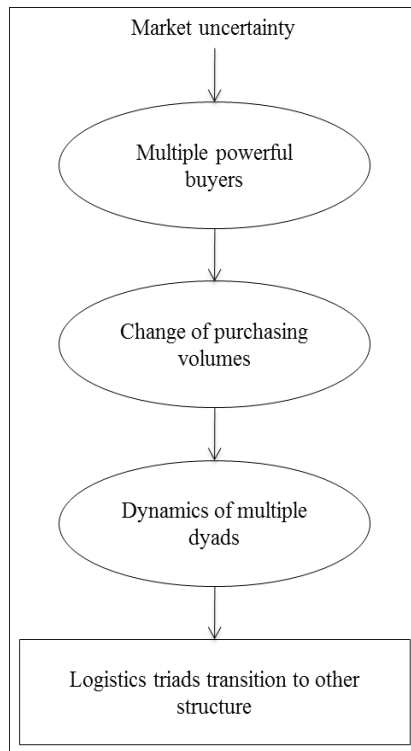 Market uncertainty
Multiple powerful
buyers
Change of purchasing
volumes
Dynamics of multiple
dyads
Logistics triads transition to other
structure